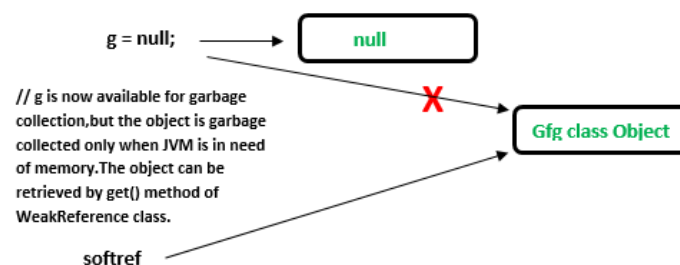 g = null;
null
// g is now available for garbage
collection,but the object is garbage
collected only when JVM is in need
of memory.The object can be
retrieved by get() method of
WeakReference class.
X
Gfg class Object
softref